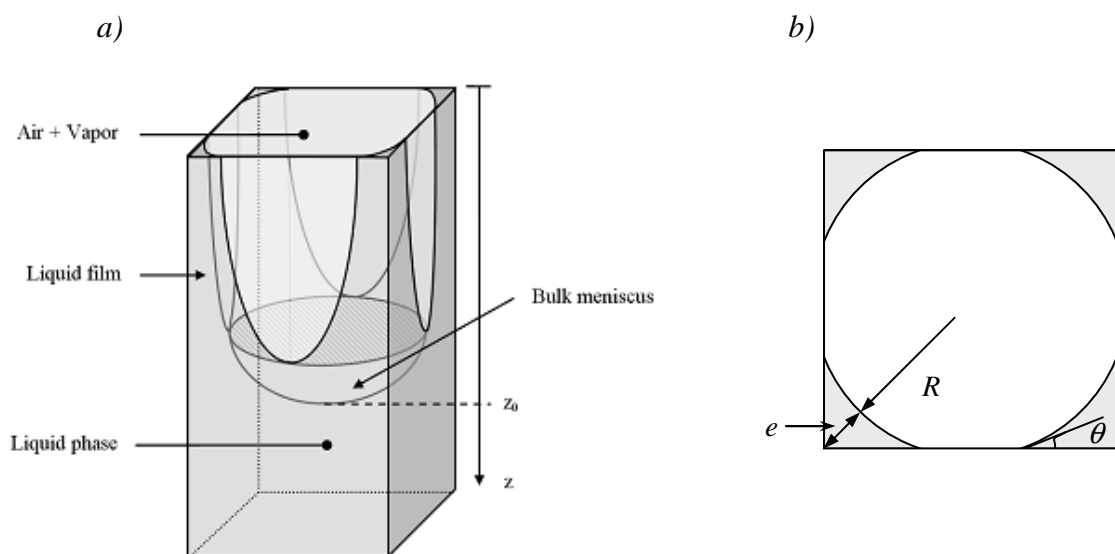 a)
b)
Air + Vapor
Liquid film
Bulk meniscus
z₀
Liquid phase
z
R
e
θ